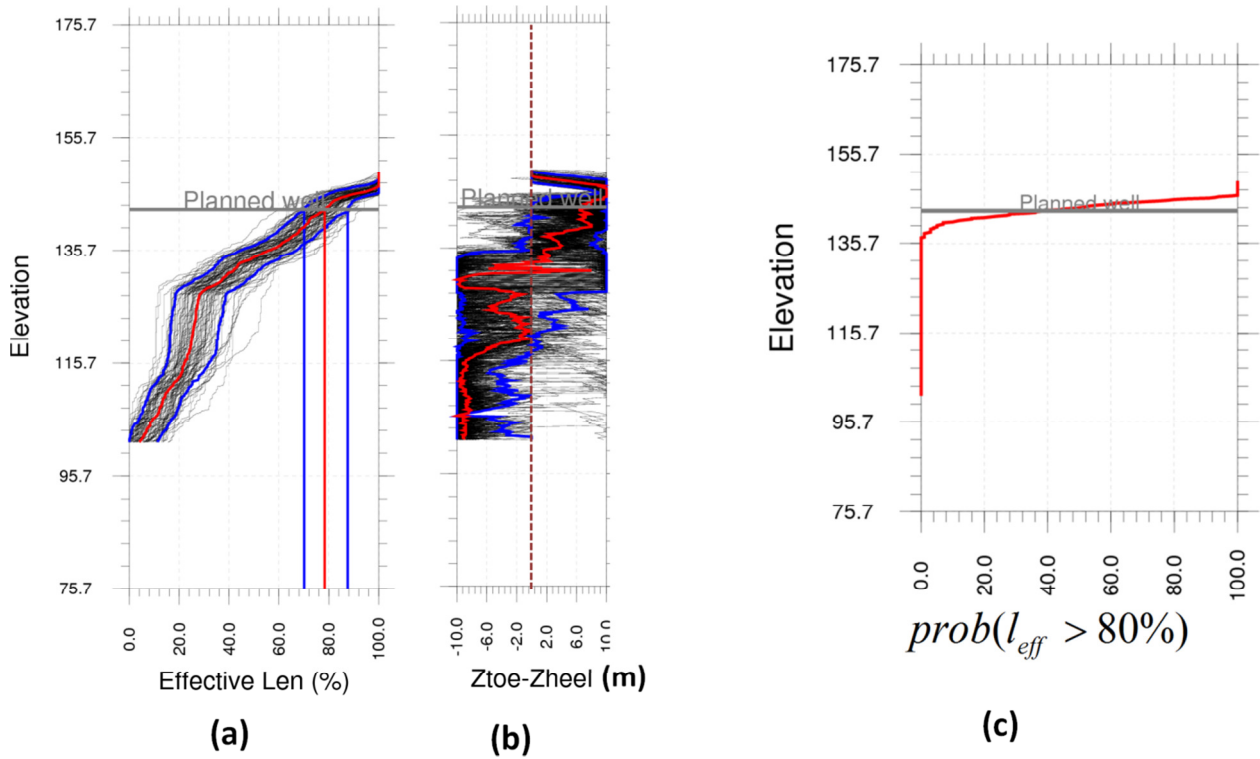 175.7
155.7
135.7
115.7
95.7
75.7
Elevation
Planned well
0.0
20.0
40.0
60.0
80.0
100.0
Effective Len (%)
(a)
Planned well
-10.0
-6.0
-2.0
2.0
6.0
10.0
Ztoe-Zheel (m)
(b)
175.7
155.7
135.7
115.7
95.7
75.7
Elevation
Planned well
0.0
20.0
40.0
60.0
80.0
100.0
prob(l_eff > 80%)
(c)